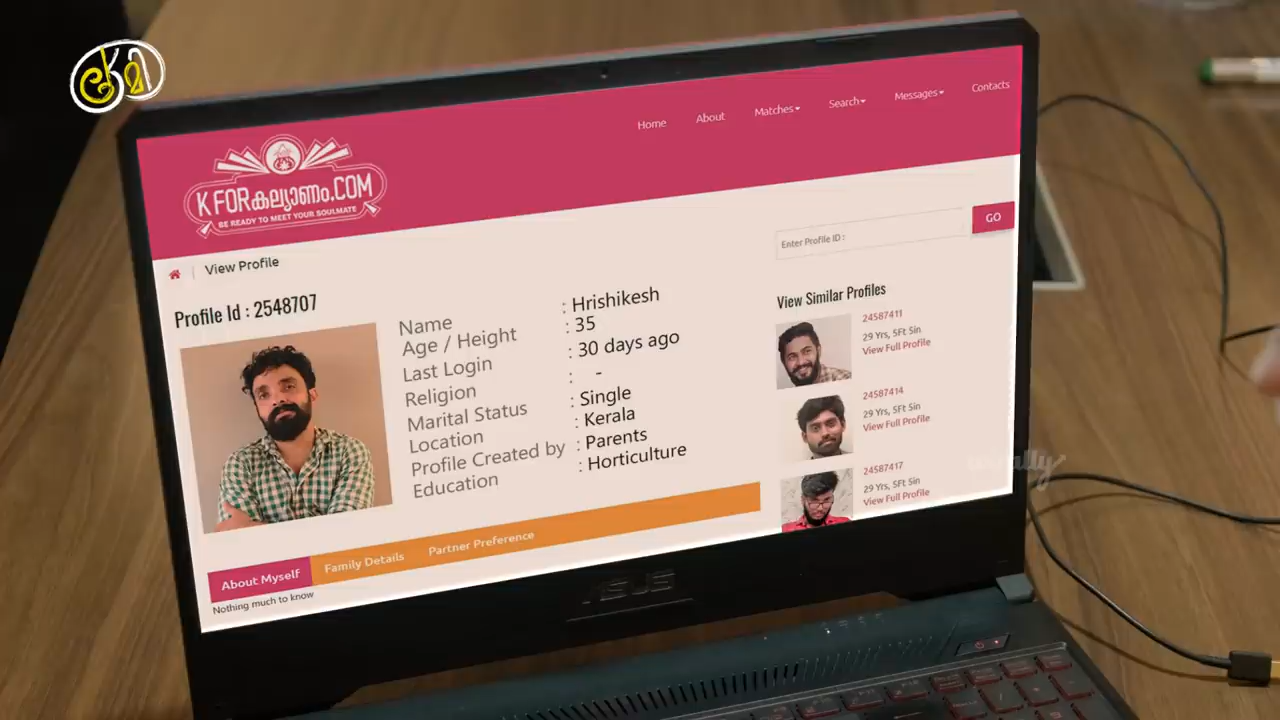 ഭൂമി
Home
About
Matches
Search
Messages
Contacts
K FORകല്യാണം.COM
BE READY TO MEET YOUR SOULMATE
View Profile
Enter Profile ID :
GO
Profile Id : 2548707
Name : Hrishikesh
Age / Height : 35
Last Login : 30 days ago
Religion : -
Marital Status : Single
Location : Kerala
Profile Created by : Parents
Education : Horticulture
View Similar Profiles
24587411
29 Yrs, 5Ft 5in
View Full Profile
24587414
29 Yrs, 5Ft 5in
View Full Profile
24587417
29 Yrs, 5Ft 5in
View Full Profile
About Myself
Family Details
Partner Preference
Nothing much to know
ASUS